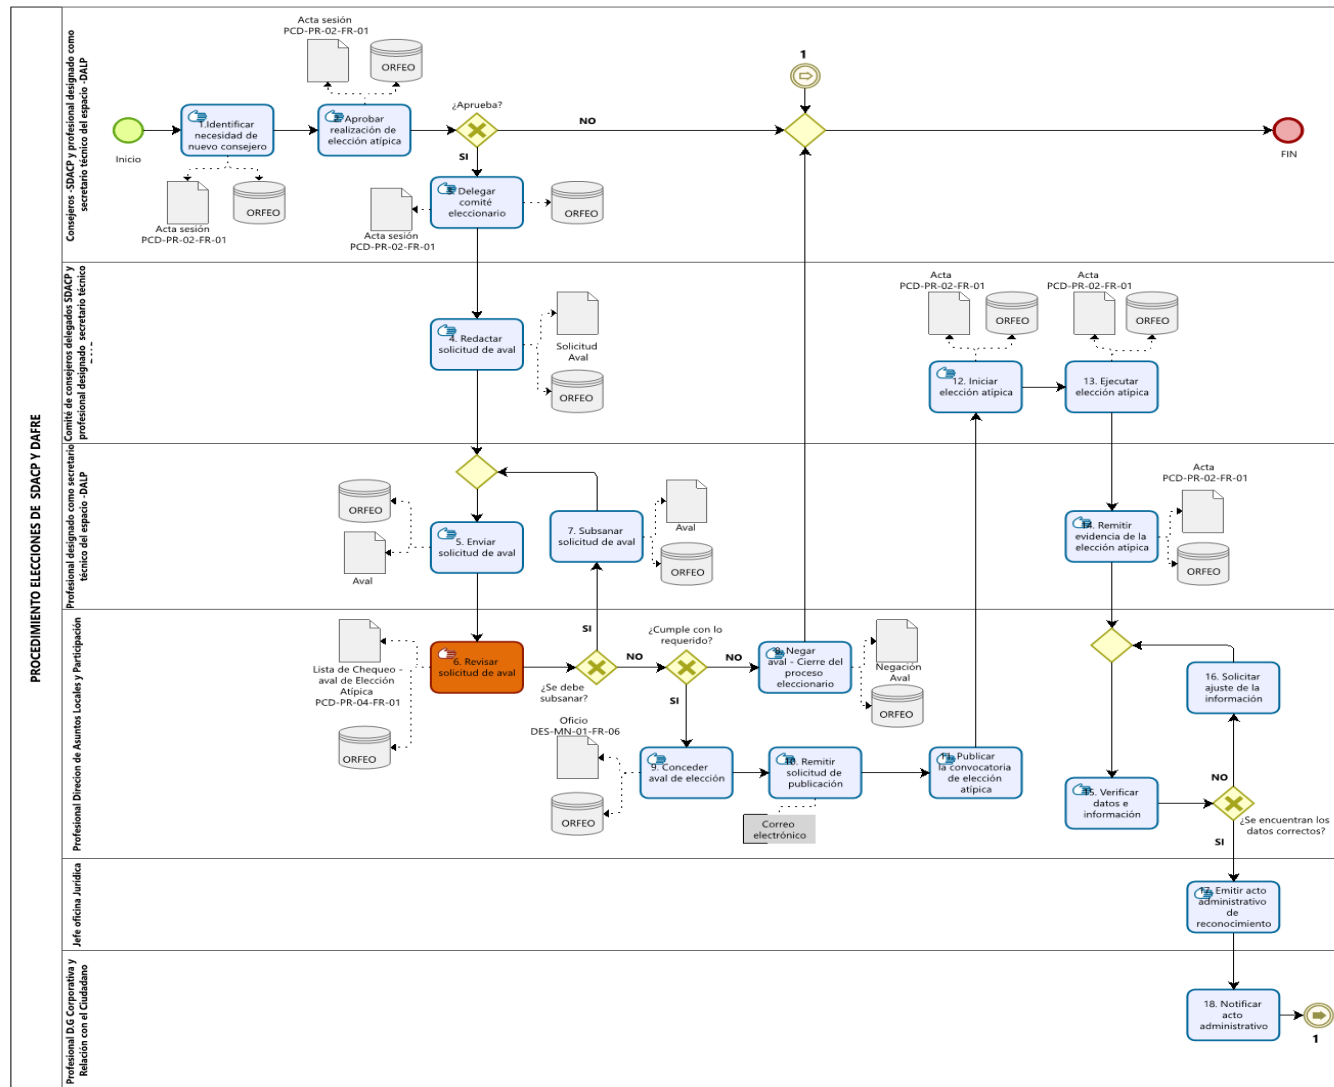 PROCEDIMIENTO ELECCIONES DE SDACP Y DAFRE
Consejeros -SDACP y profesional designado como
secretario técnico del espacio -DALP
Acta sesión
PCD-PR-02-FR-01
ORFEO
1
¿Aprueba?
Inicio
1.Identificar
necesidad de
nuevo consejero
2. Aprobar
realización de
elección atípica
NO
SI
FIN
ORFEO
Acta sesión
PCD-PR-02-FR-01
3. Delegar
comité
eleccionario
ORFEO
Acta sesión
PCD-PR-02-FR-01
Comité de consejeros delegados SDACP y
profesional designado secretario técnico
4. Redactar
solicitud de aval
Solicitud
Aval
ORFEO
Acta
PCD-PR-02-FR-01
ORFEO
Acta
PCD-PR-02-FR-01
ORFEO
12. Iniciar
elección atípica
13. Ejecutar
elección atípica
Profesional designado como secretario
técnico del espacio -DALP
ORFEO
Aval
5. Enviar
solicitud de aval
7. Subsanar
solicitud de aval
Aval
ORFEO
Acta
PCD-PR-02-FR-01
14. Remitir
evidencia de la
elección atípica
ORFEO
Profesional Direcion de Asuntos Locales y Participación
Lista de Chequeo -
aval de Elección
Atípica
PCD-PR-04-FR-01
ORFEO
6. Revisar
solicitud de aval
SI
¿Se debe
subsanar?
NO
¿Cumple con lo
requerido?
NO
SI
8. Negar
aval - Cierre del
proceso
eleccionario
Negación
Aval
ORFEO
Oficio
DES-MN-01-FR-06
ORFEO
9. Conceder
aval de elección
10. Remitir
solicitud de
publicación
Correo
electrónico
11. Publicar
la convocatoria
de elección
atípica
16. Solicitar
ajuste de la
información
NO
15. Verificar
datos e
información
¿Se encuentran los
datos correctos?
SI
Jefe oficina Jurídica
17. Emitir acto
administrativo
de
reconocimiento
Profesional D.G Corporativa y
Relación con el Ciudadano
18. Notificar
acto
administrativo
1